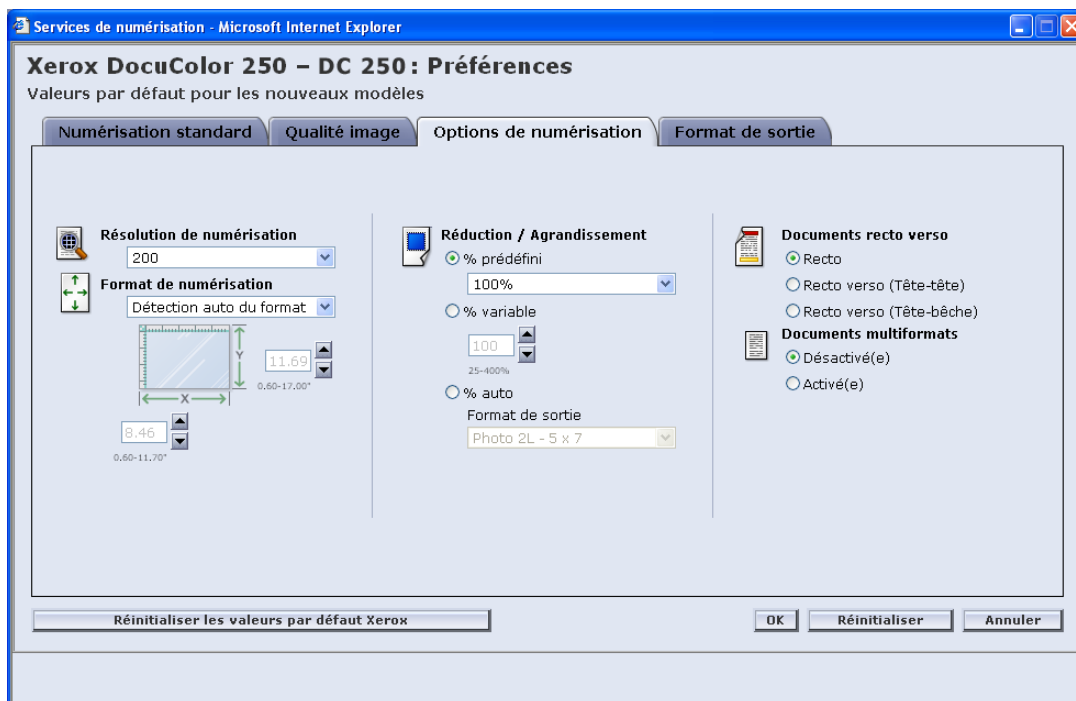 Services de numérisation - Microsoft Internet Explorer
Xerox DocuColor 250 – DC 250 : Préférences
Valeurs par défaut pour les nouveaux modèles
Numérisation standard
Qualité image
Options de numérisation
Format de sortie
Résolution de numérisation
200
Format de numérisation
Détection auto du format
Y
11.69
0.60-17.00"
X
8.46
0.60-11.70"
Réduction / Agrandissement
% prédéfini
100%
% variable
100
25-400%
% auto
Format de sortie
Photo 2L - 5 x 7
Documents recto verso
Recto
Recto verso (Tête-tête)
Recto verso (Tête-bêche)
Documents multiformats
Désactivé(e)
Activé(e)
Réinitialiser les valeurs par défaut Xerox
OK
Réinitialiser
Annuler